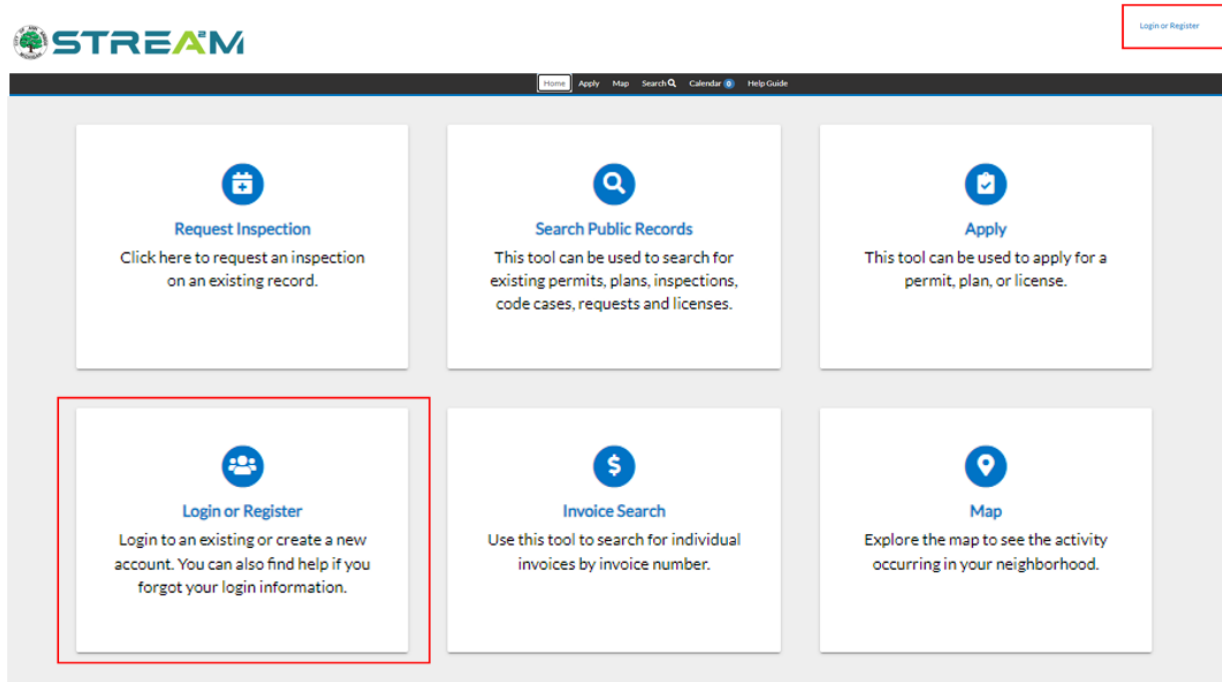 Login or Register
STREA2M
Home Apply Map Search Calendar 0 Help Guide
Request Inspection
Click here to request an inspection
on an existing record.
Search Public Records
This tool can be used to search for
existing permits, plans, inspections,
code cases, requests and licenses.
Apply
This tool can be used to apply for a
permit, plan, or license.
Login or Register
Login to an existing or create a new
account. You can also find help if you
forgot your login information.
Invoice Search
Use this tool to search for individual
invoices by invoice number.
Map
Explore the map to see the activity
occurring in your neighborhood.